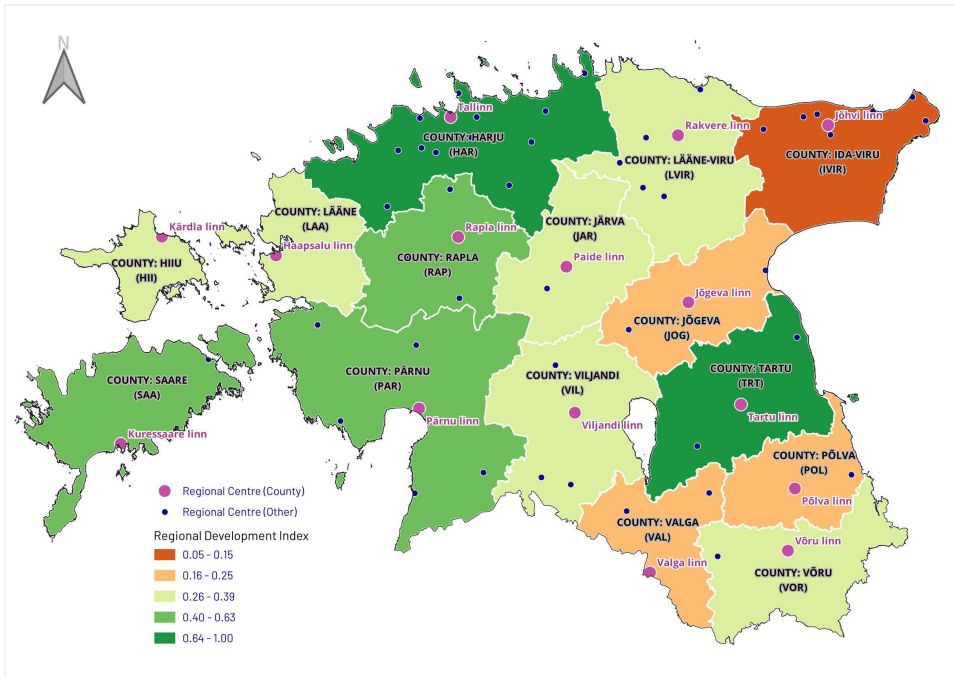 N
Tallinn
COUNTY: HARJU
(HAR)
Rakvere linn
COUNTY: LÄÄNE-VIRU
(LVIR)
Jõhvi linn
COUNTY: IDA-VIRU
(IVIR)
COUNTY: LÄÄNE
(LAA)
Haapsalu linn
Kärdla linn
COUNTY: HIIU
(HII)
Rapla linn
COUNTY: RAPLA
(RAP)
COUNTY: JÄRVA
(JAR)
Paide linn
Jõgeva linn
COUNTY: JÕGEVA
(JOG)
COUNTY: SAARE
(SAA)
Kuressaare linn
COUNTY: PÄRNU
(PAR)
Pärnu linn
COUNTY: VILJANDI
(VIL)
Viljandi linn
COUNTY: TARTU
(TRT)
Tartu linn
COUNTY: PÕLVA
(POL)
Põlva linn
COUNTY: VALGA
(VAL)
Valga linn
Võru linn
COUNTY: VÕRU
(VOR)
Regional Centre (County)
Regional Centre (Other)
Regional Development Index
0.05 - 0.15
0.16 - 0.25
0.26 - 0.39
0.40 - 0.63
0.64 - 1.00